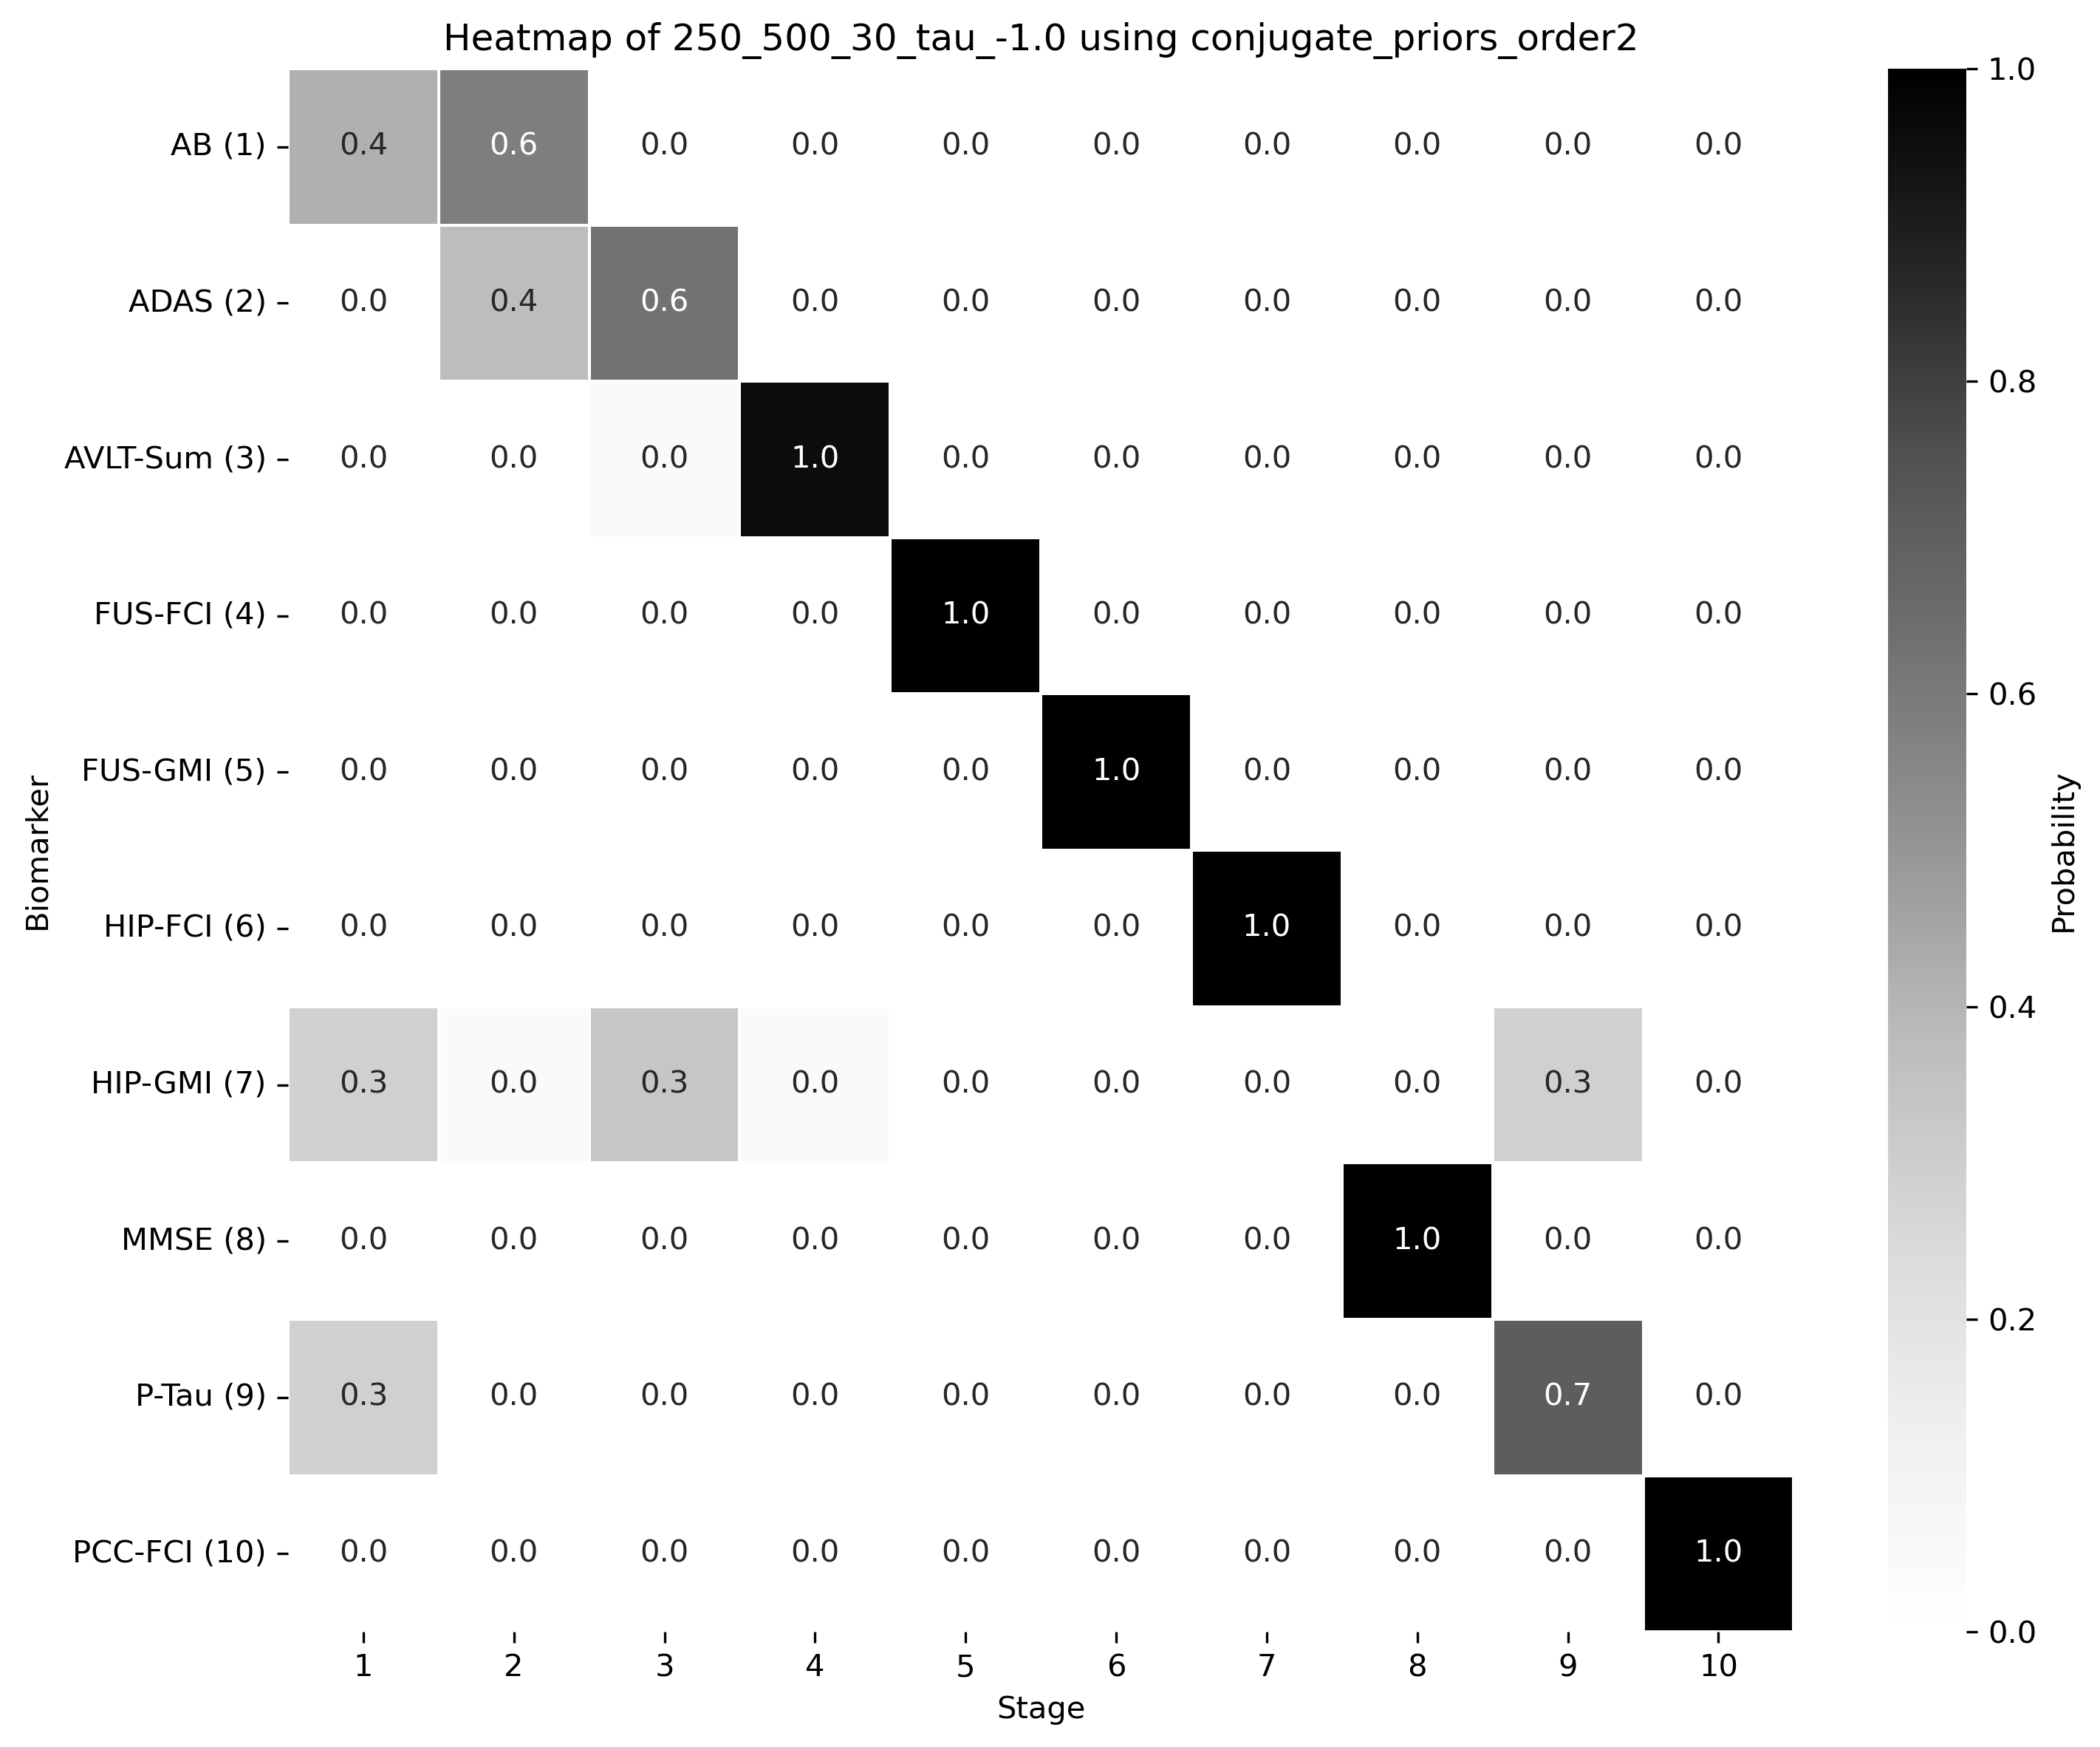 Heatmap of 250_500_30_tau_-1.0 using conjugate_priors_order2
AB (1) 0.4 0.6 0.0 0.0 0.0 0.0 0.0 0.0 0.0 0.0
ADAS (2) 0.0 0.4 0.6 0.0 0.0 0.0 0.0 0.0 0.0 0.0
AVLT-Sum (3) 0.0 0.0 0.0 1.0 0.0 0.0 0.0 0.0 0.0 0.0
FUS-FCI (4) 0.0 0.0 0.0 0.0 1.0 0.0 0.0 0.0 0.0 0.0
FUS-GMI (5) 0.0 0.0 0.0 0.0 0.0 1.0 0.0 0.0 0.0 0.0
HIP-FCI (6) 0.0 0.0 0.0 0.0 0.0 0.0 1.0 0.0 0.0 0.0
HIP-GMI (7) 0.3 0.0 0.3 0.0 0.0 0.0 0.0 0.0 0.3 0.0
MMSE (8) 0.0 0.0 0.0 0.0 0.0 0.0 0.0 1.0 0.0 0.0
P-Tau (9) 0.3 0.0 0.0 0.0 0.0 0.0 0.0 0.0 0.7 0.0
PCC-FCI (10) 0.0 0.0 0.0 0.0 0.0 0.0 0.0 0.0 0.0 1.0
1 2 3 4 5 6 7 8 9 10
Stage
Biomarker
1.0
0.8
0.6
0.4
0.2
0.0
Probability